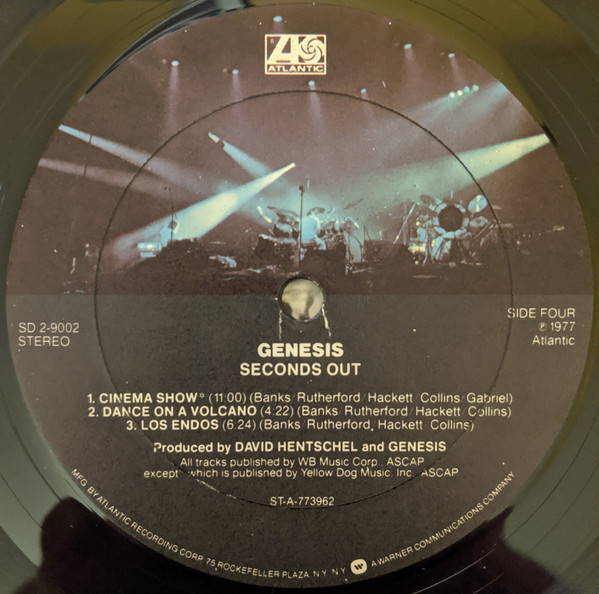 ATLANTIC
SD 2-9002
STEREO
SIDE FOUR
℗ 1977
Atlantic
GENESIS
SECONDS OUT
1. CINEMA SHOW* (11:00) (Banks/Rutherford/Hackett/Collins/Gabriel)
2. DANCE ON A VOLCANO (4:22) (Banks/Rutherford/Hackett/Collins)
3. LOS ENDOS (6:24) (Banks/Rutherford, Hackett/Collins)
Produced by DAVID HENTSCHEL and GENESIS
All tracks published by WB Music Corp., ASCAP
except *which is published by Yellow Dog Music, Inc., ASCAP
ST-A-773962
MFG. BY ATLANTIC RECORDING CORP. 75 ROCKEFELLER PLAZA, N.Y. N.Y. W A WARNER COMMUNICATIONS COMPANY